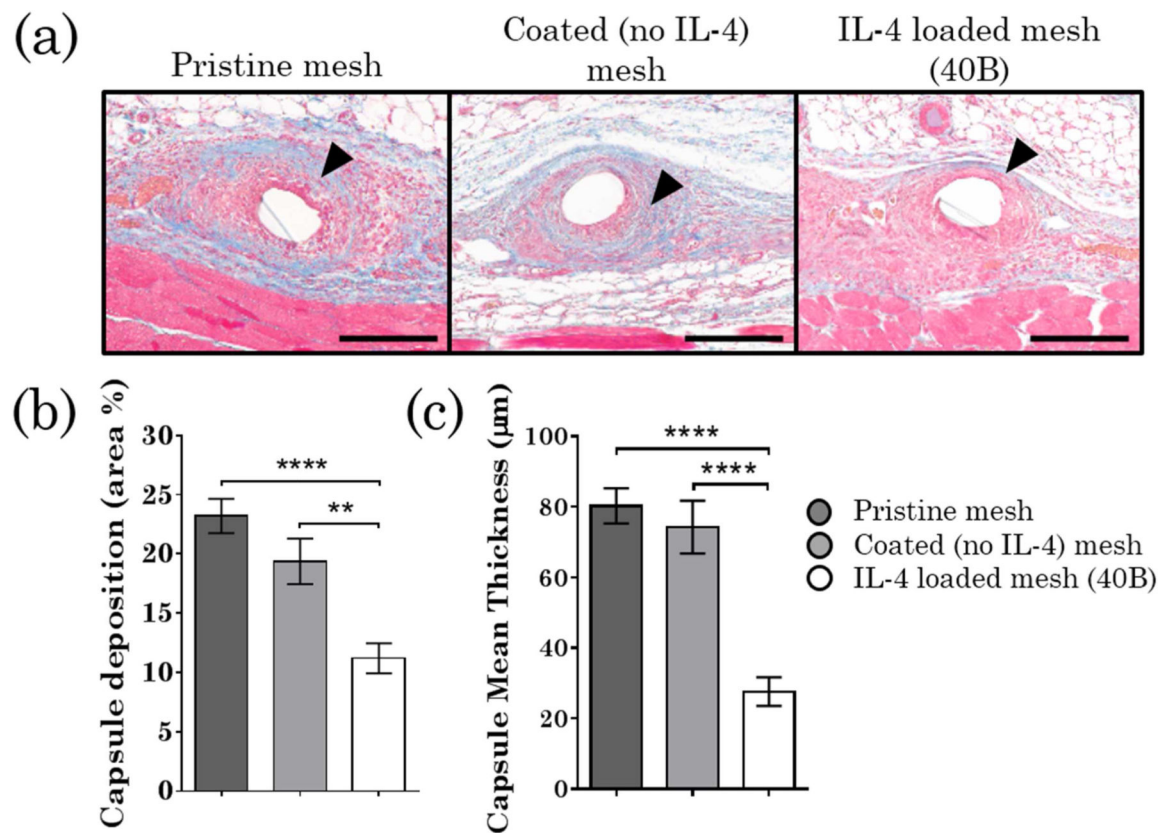 (a)
Pristine mesh
Coated (no IL-4)
mesh
IL-4 loaded mesh
(40B)
(b)
Capsule deposition (area %)
30
25
20
15
10
5
0
****
**
(c)
Capsule Mean Thickness (μm)
100
80
60
40
20
0
****
****
Pristine mesh
Coated (no IL-4) mesh
IL-4 loaded mesh (40B)